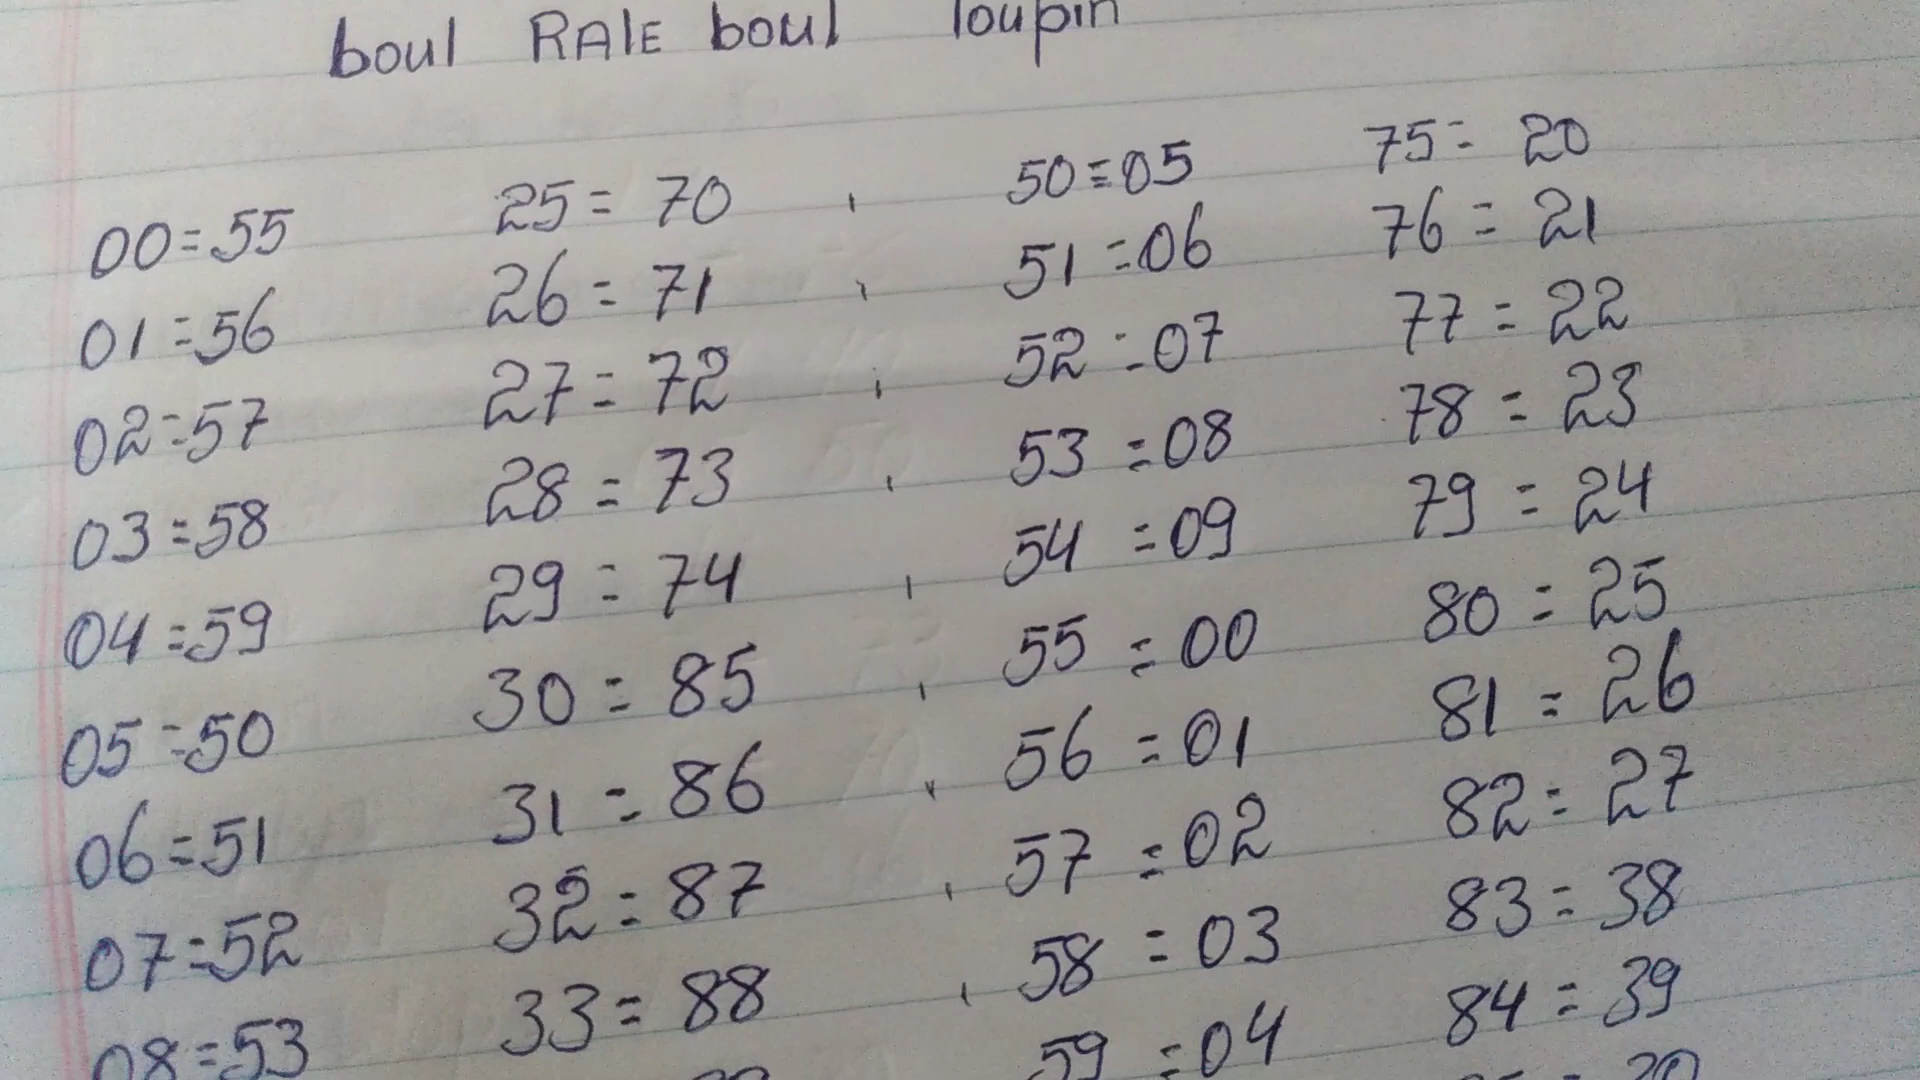 boul RALE boul loupin
00=55 25=70 50=05 75=20
01=56 26=71 51=06 76=21
02=57 27=72 52=07 77=22
03=58 28=73 53=08 78=23
04=59 29=74 54=09 79=24
05=50 30=85 55=00 80=25
06=51 31=86 56=01 81=26
07=52 32=87 57=02 82=27
08=53 33=88 58=03 83=38
59=04 84=39